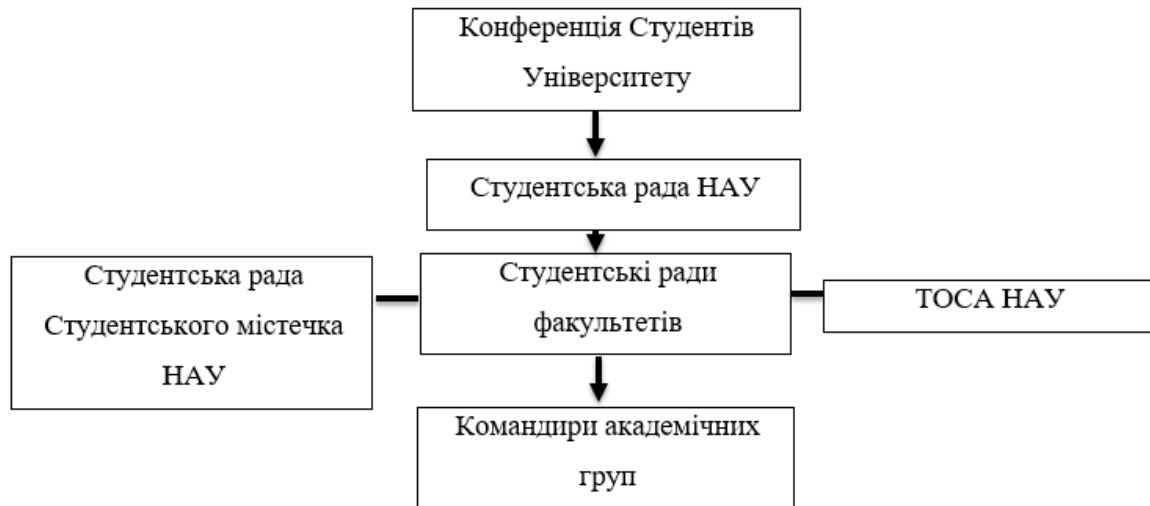 Конференція Студентів
Університету
Студентська рада НАУ
Студентська рада
Студентського містечка
НАУ
Студентські ради
факультетів
ТОСА НАУ
Командири академічних
груп